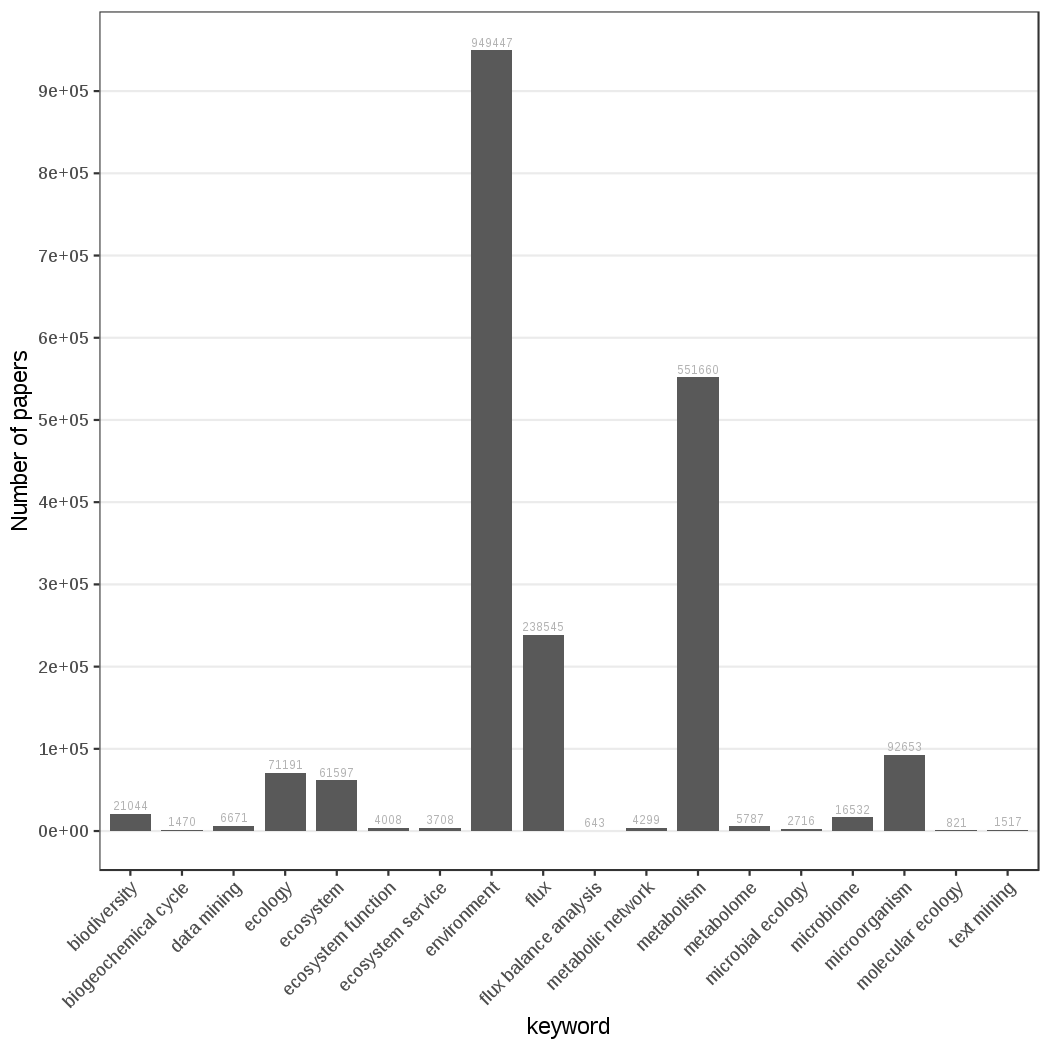 949447
9e+05
8e+05
7e+05
6e+05
551660
5e+05
4e+05
3e+05
238545
2e+05
1e+05
92653
71191
61597
21044
16532
6671
5787
4008
3708
4299
2716
1470
643
821
1517
0e+00
Number of papers
biodiversity
biogeochemical cycle
data mining
ecology
ecosystem
ecosystem function
ecosystem service
environment
flux
flux balance analysis
metabolic network
metabolism
metabolome
microbial ecology
microbiome
microorganism
molecular ecology
text mining
keyword